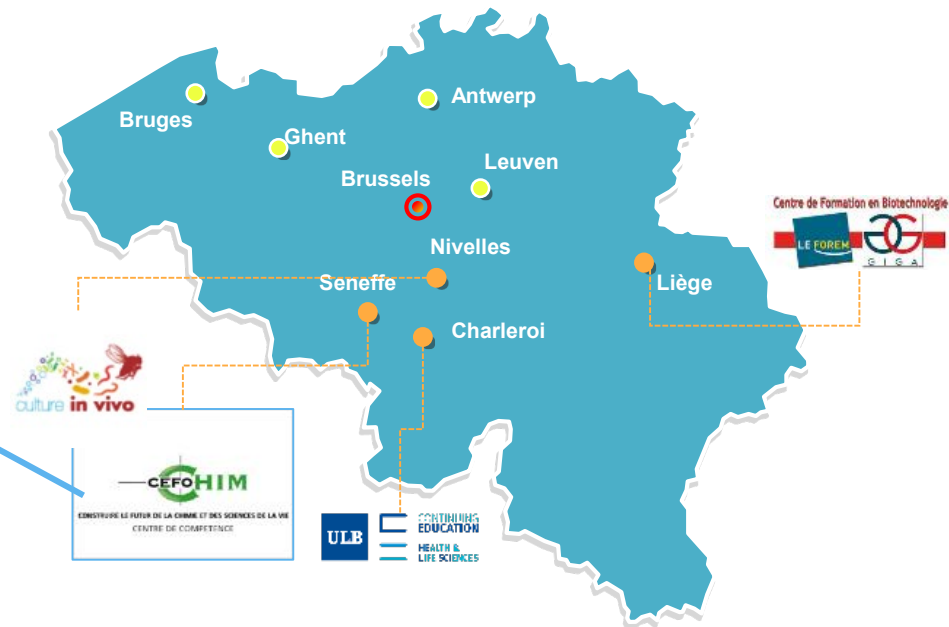 Antwerp
Bruges
Ghent
Leuven
Brussels
Centre de Formation en Biotechnologie
LE FOREM
GIGA
Nivelles
Seneffe
Liège
Charleroi
culture in vivo
CEFOHIM
CONSTRUIRE LE FUTUR DE LA CHIMIE ET DES SCIENCES DE LA VIE
CENTRE DE COMPETENCE
ULB
CONTINUING
EDUCATION
HEALTH &
LIFE SCIENCES